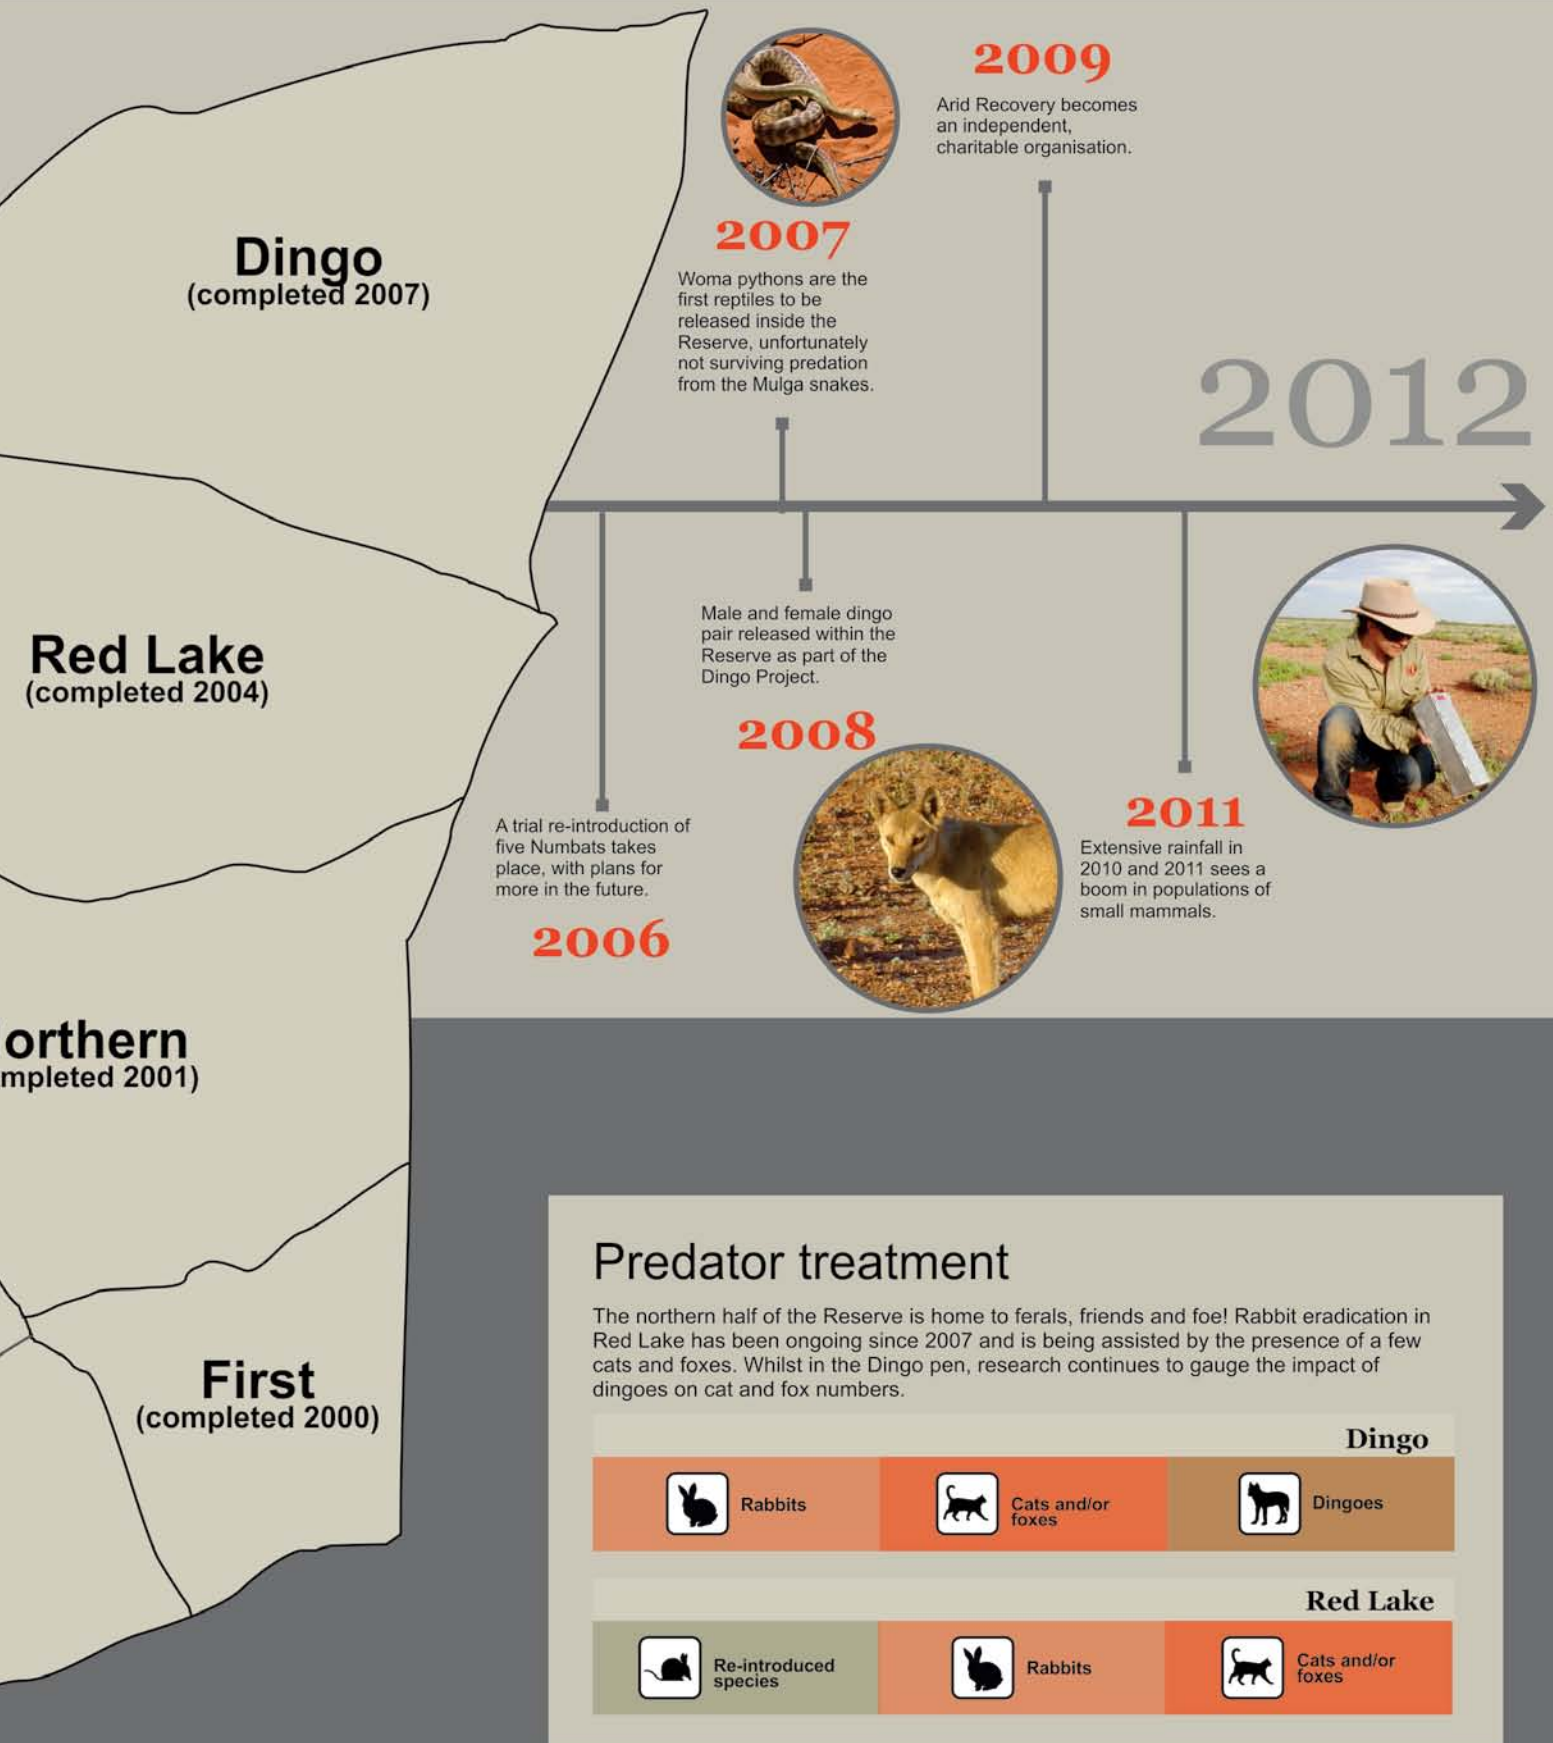 2009
Arid Recovery becomes
an independent,
charitable organisation.
2007
Woma pythons are the
first reptiles to be
released inside the
Reserve, unfortunately
not surviving predation
from the Mulga snakes.
Dingo
(completed 2007)
2012
Red Lake
(completed 2004)
Male and female dingo
pair released within the
Reserve as part of the
Dingo Project.
2008
A trial re-introduction of
five Numbats takes
place, with plans for
more in the future.
2006
2011
Extensive rainfall in
2010 and 2011 sees a
boom in populations of
small mammals.
orthern
mpleted 2001)
First
(completed 2000)
Predator treatment
The northern half of the Reserve is home to ferals, friends and foe! Rabbit eradication in
Red Lake has been ongoing since 2007 and is being assisted by the presence of a few
cats and foxes. Whilst in the Dingo pen, research continues to gauge the impact of
dingoes on cat and fox numbers.
Dingo
Rabbits
Cats and/or
foxes
Dingoes
Red Lake
Re-introduced
species
Rabbits
Cats and/or
foxes